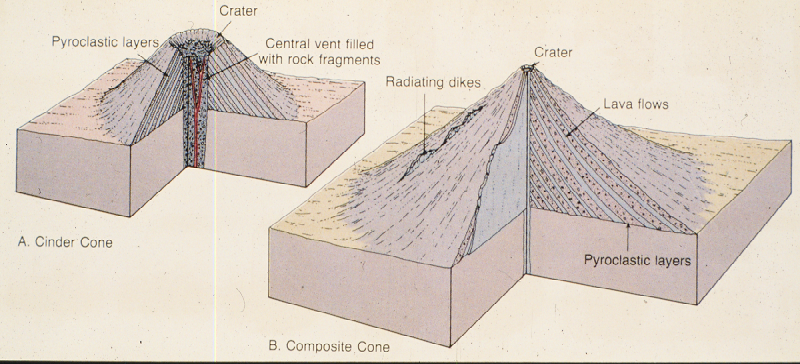 Crater
Pyroclastic layers
Central vent filled
with rock fragments
A. Cinder Cone
Crater
Radiating dikes
Lava flows
Pyroclastic layers
B. Composite Cone